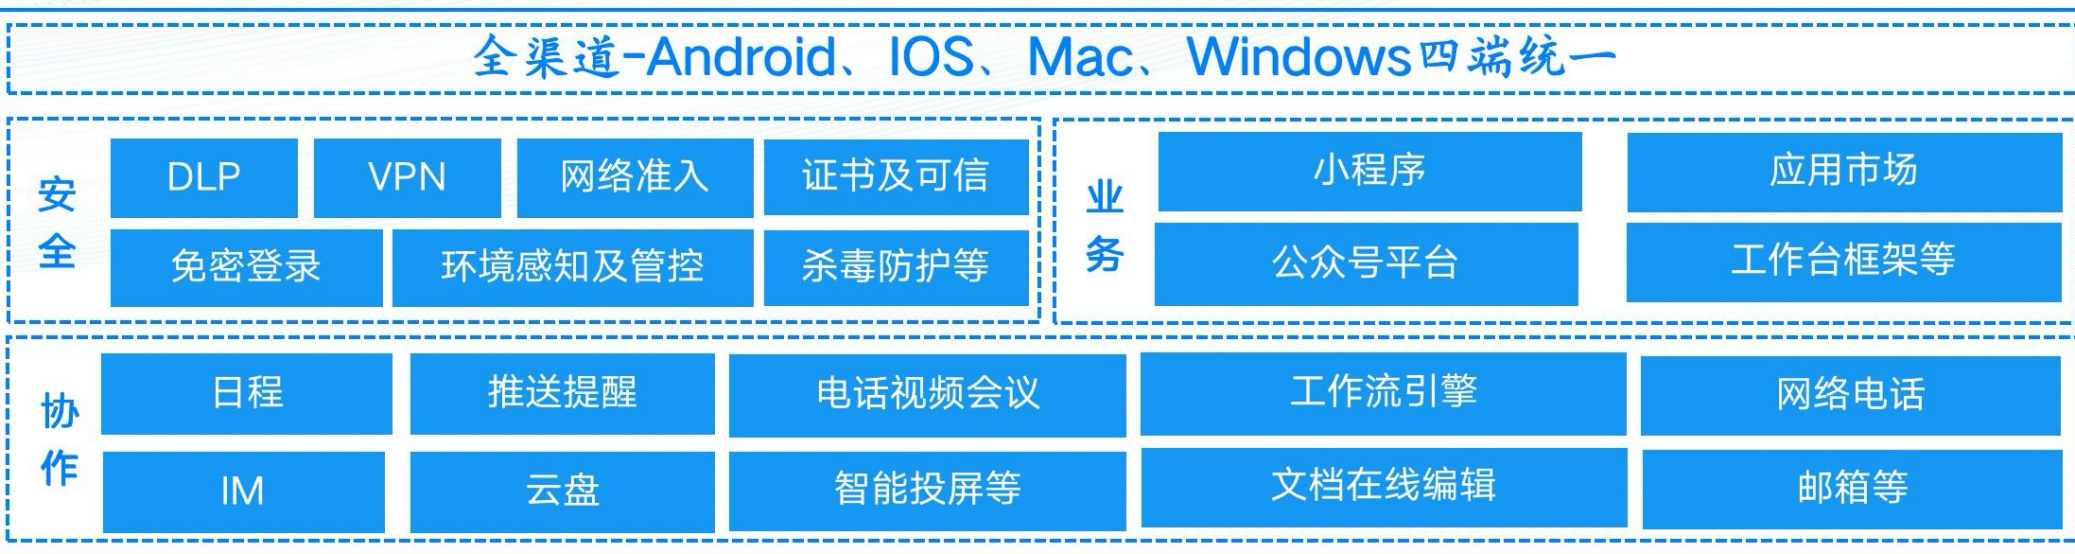 全渠道-Android、IOS、Mac、Windows四端统一
安全
DLP
VPN
网络准入
证书及可信
免密登录
环境感知及管控
杀毒防护等
业务
小程序
应用市场
公众号平台
工作台框架等
协作
日程
推送提醒
电话视频会议
工作流引擎
网络电话
IM
云盘
智能投屏等
文档在线编辑
邮箱等